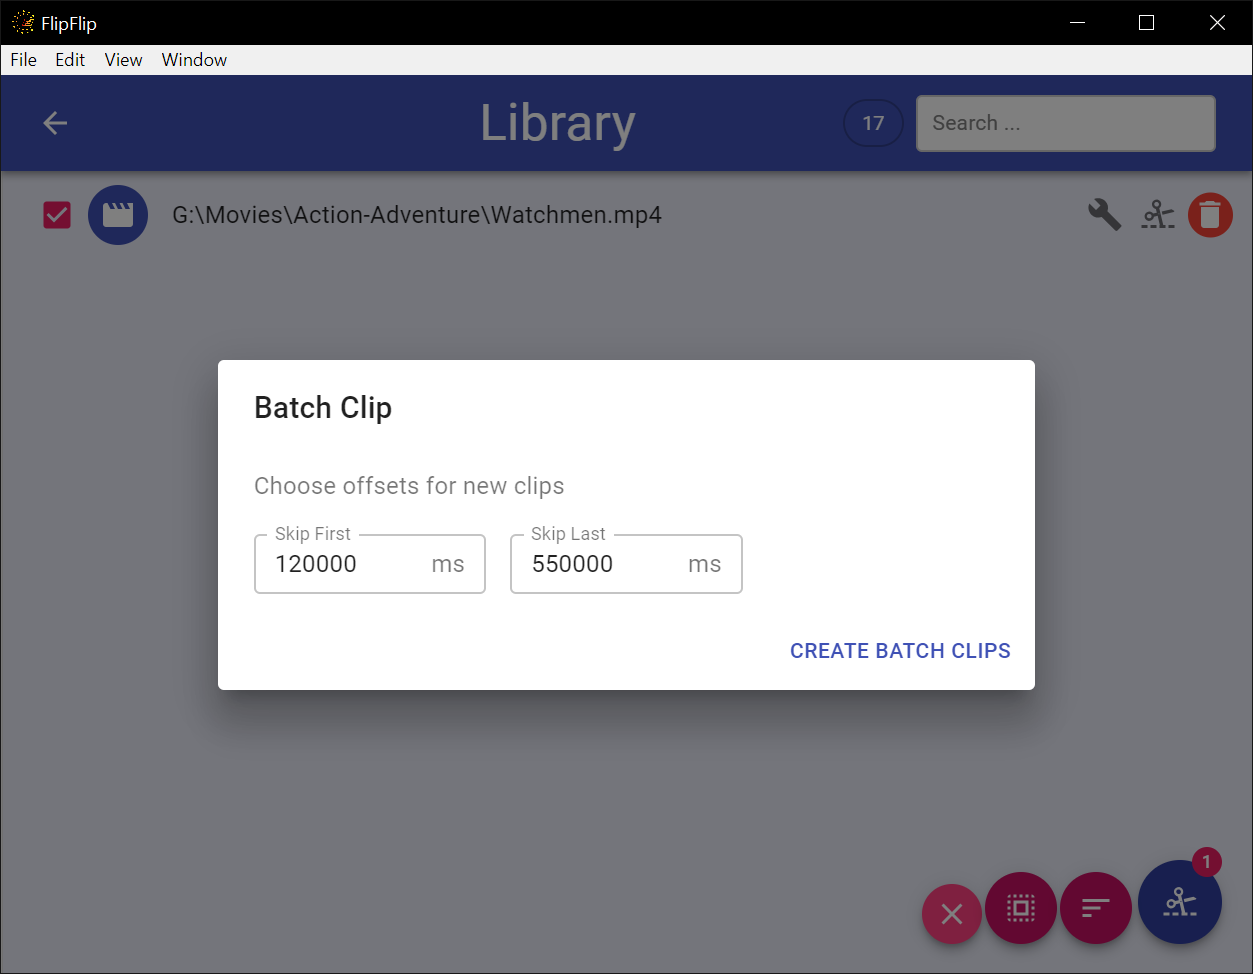 FlipFlip
File Edit View Window
Library 17 Search ...
G:\Movies\Action-Adventure\Watchmen.mp4
Batch Clip
Choose offsets for new clips
Skip First Skip Last
120000 ms 550000 ms
CREATE BATCH CLIPS
1